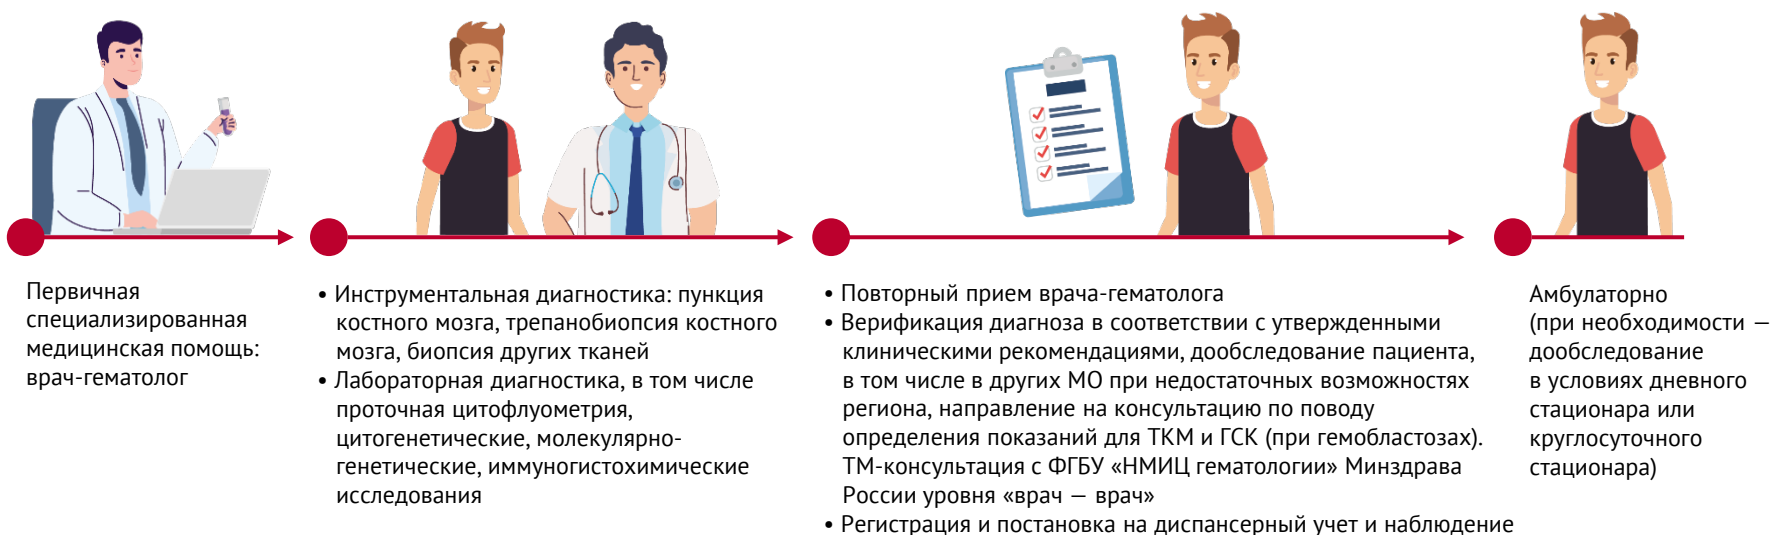 Первичная
специализированная
медицинская помощь:
врач-гематолог
• Инструментальная диагностика: пункция
костного мозга, трепанобиопсия костного
мозга, биопсия других тканей
• Лабораторная диагностика, в том числе
проточная цитофлуометрия,
цитогенетические, молекулярно-
генетические, иммуногистохимические
исследования
• Повторный прием врача-гематолога
• Верификация диагноза в соответствии с утвержденными
клиническими рекомендациями, дообследование пациента,
в том числе в других МО при недостаточных возможностях
региона, направление на консультацию по поводу
определения показаний для ТКМ и ГСК (при гемобластозах).
ТМ-консультация с ФГБУ «НМИЦ гематологии» Минздрава
России уровня «врач — врач»
• Регистрация и постановка на диспансерный учет и наблюдение
Амбулаторно
(при необходимости —
дообследование
в условиях дневного
стационара или
круглосуточного
стационара)